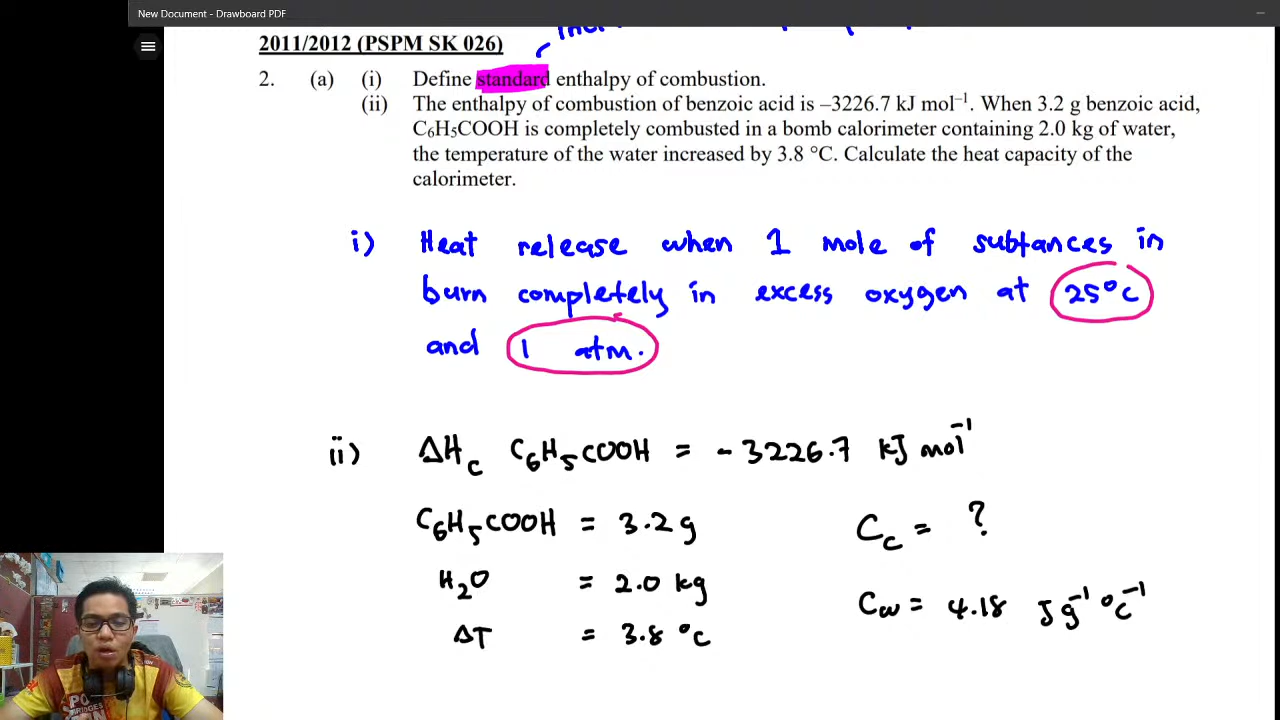 New Document - Drawboard PDF
2011/2012 (PSPM SK 026)
2. (a) (i) Define standard enthalpy of combustion.
(ii) The enthalpy of combustion of benzoic acid is –3226.7 kJ mol⁻¹. When 3.2 g benzoic acid,
C₆H₅COOH is completely combusted in a bomb calorimeter containing 2.0 kg of water,
the temperature of the water increased by 3.8 °C. Calculate the heat capacity of the
calorimeter.
i) Heat release when 1 mole of subtances in
burn completely in excess oxygen at 25°C
and 1 atm.
ii) ΔHc C₆H₅COOH = -3226.7 kJ mol⁻¹
C₆H₅COOH = 3.2 g Cc = ?
H₂O = 2.0 kg
Cw = 4.18 J g⁻¹ °C⁻¹
ΔT = 3.8 °C